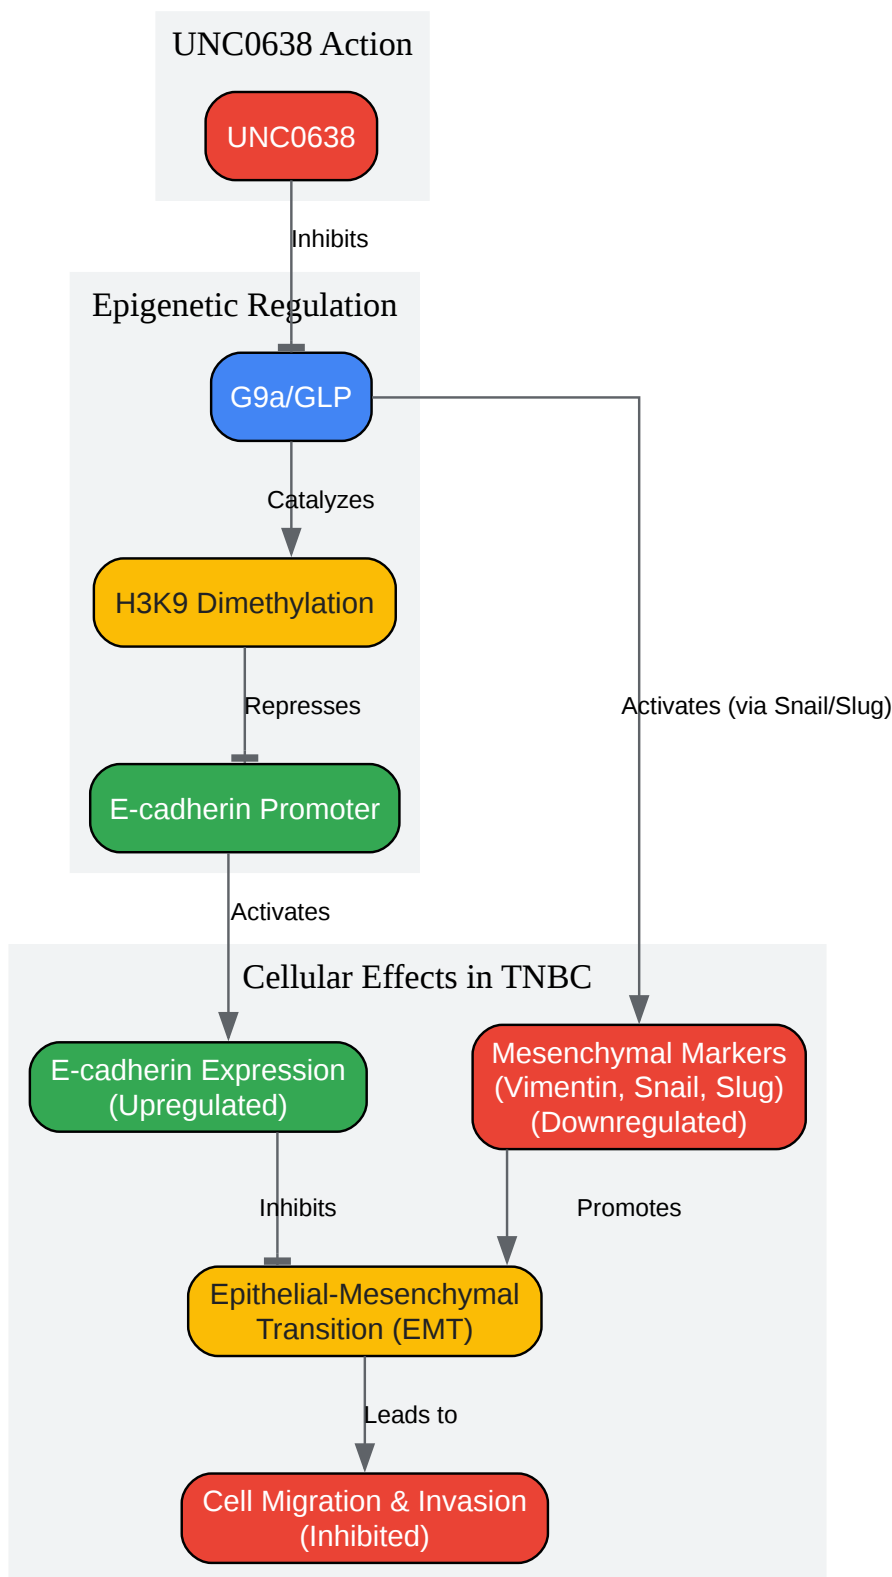 UNC0638 Action
UNC0638
Inhibits
Epigenetic Regulation
G9a/GLP
Catalyzes
H3K9 Dimethylation
Represses
Activates (via Snail/Slug)
E-cadherin Promoter
Activates
Cellular Effects in TNBC
E-cadherin Expression
(Upregulated)
Mesenchymal Markers
(Vimentin, Snail, Slug)
(Downregulated)
Inhibits
Promotes
Epithelial-Mesenchymal
Transition (EMT)
Leads to
Cell Migration & Invasion
(Inhibited)